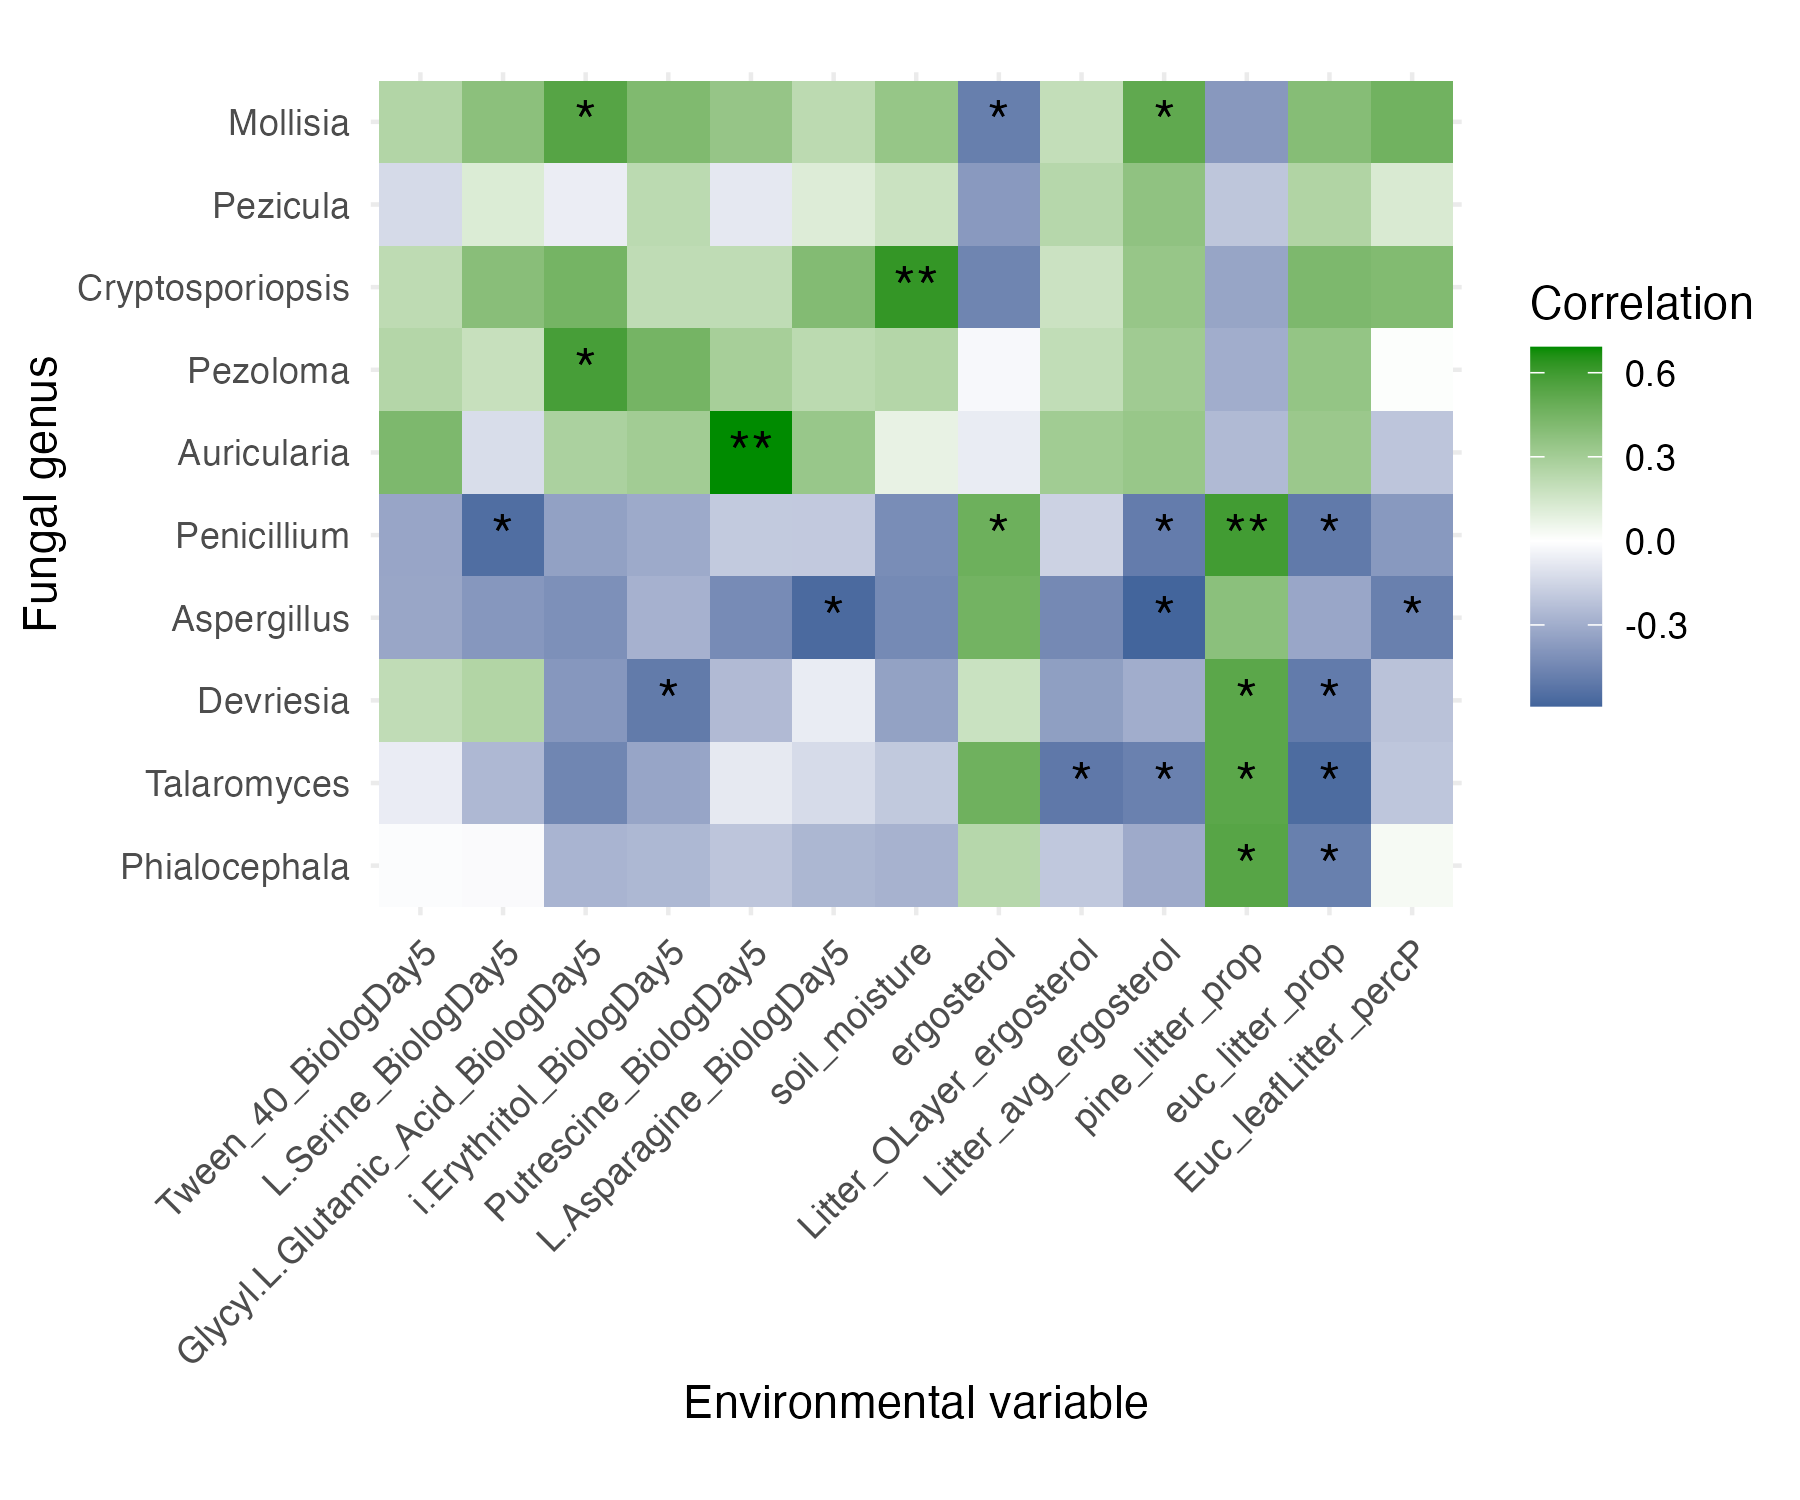 Mollisia * * *
Pezicula
Cryptosporiopsis **
Pezoloma *
Auricularia **
Penicillium * * * ** *
Aspergillus * * *
Devriesia * * *
Talaromyces * * * *
Phialocephala * *
Fungal genus
Tween_40_BiologDay5
L.Serine_BiologDay5
Glycyl.L.Glutamic_Acid_BiologDay5
i.Erythritol_BiologDay5
Putrescine_BiologDay5
L.Asparagine_BiologDay5
soil_moisture
ergosterol
Litter_OLayer_ergosterol
Litter_avg_ergosterol
pine_litter_prop
euc_litter_prop
Euc_leafLitter_percP
Environmental variable
Correlation
0.6
0.3
0.0
-0.3